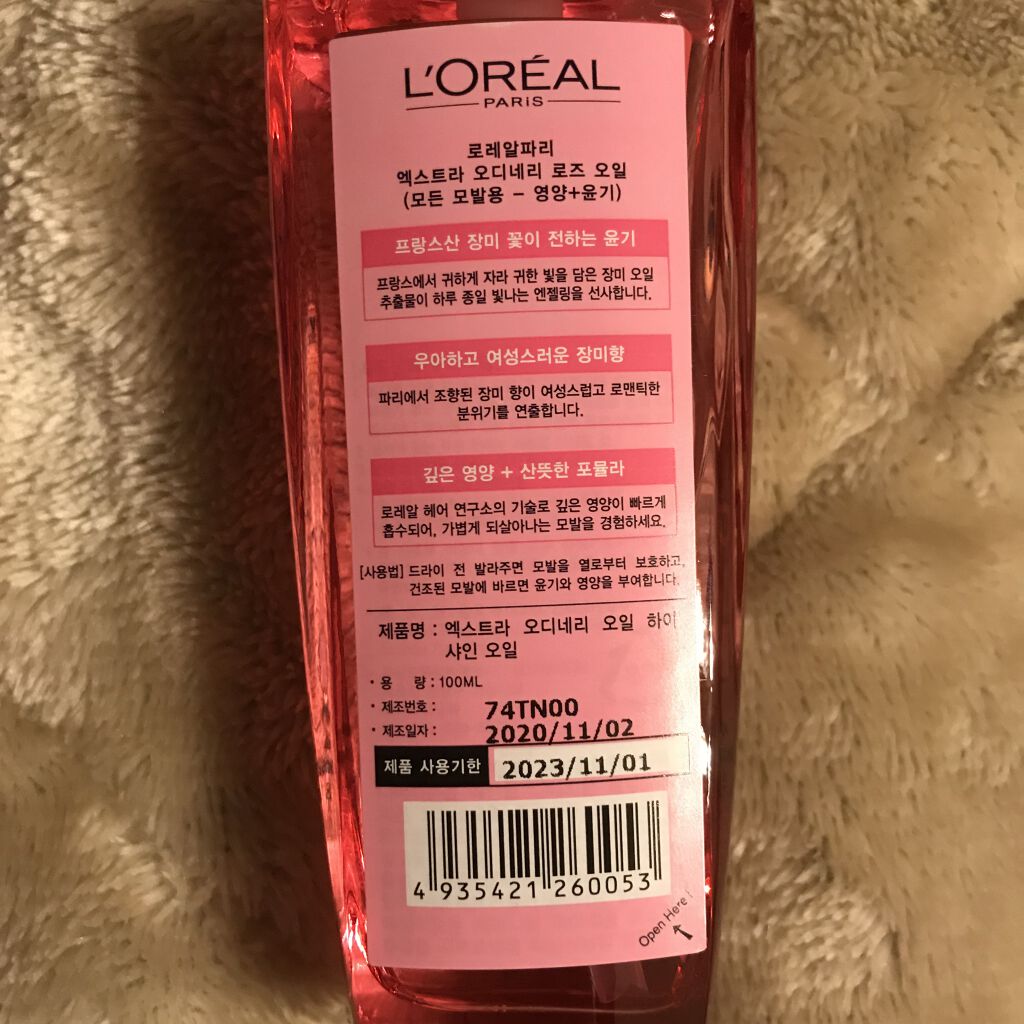 L'ORÉAL
PARIS
로레알파리
엑스트라 오디네리 로즈 오일
(모든 모발용 - 영양+윤기)
프랑스산 장미 꽃이 전하는 윤기
프랑스에서 귀하게 자라 귀한 빛을 담은 장미 오일
추출물이 하루 종일 빛나는 엔젤링을 선사합니다.
우아하고 여성스러운 장미향
파리에서 조향된 장미 향이 여성스럽고 로맨틱한
분위기를 연출합니다.
깊은 영양 + 산뜻한 포뮬라
로레알 헤어 연구소의 기술로 깊은 영양이 빠르게
흡수되어, 가볍게 되살아나는 모발을 경험하세요.
[사용법] 드라이 전 발라주면 모발을 열로부터 보호하고,
건조된 모발에 바르면 윤기와 영양을 부여합니다.
제품명 : 엑스트라 오디네리 오일 하이
샤인 오일
· 용 량 : 100ML
· 제조번호 : 74TN00
· 제조일자 : 2020/11/02
제품 사용기한 2023/11/01
4 935421 260053
Open Here